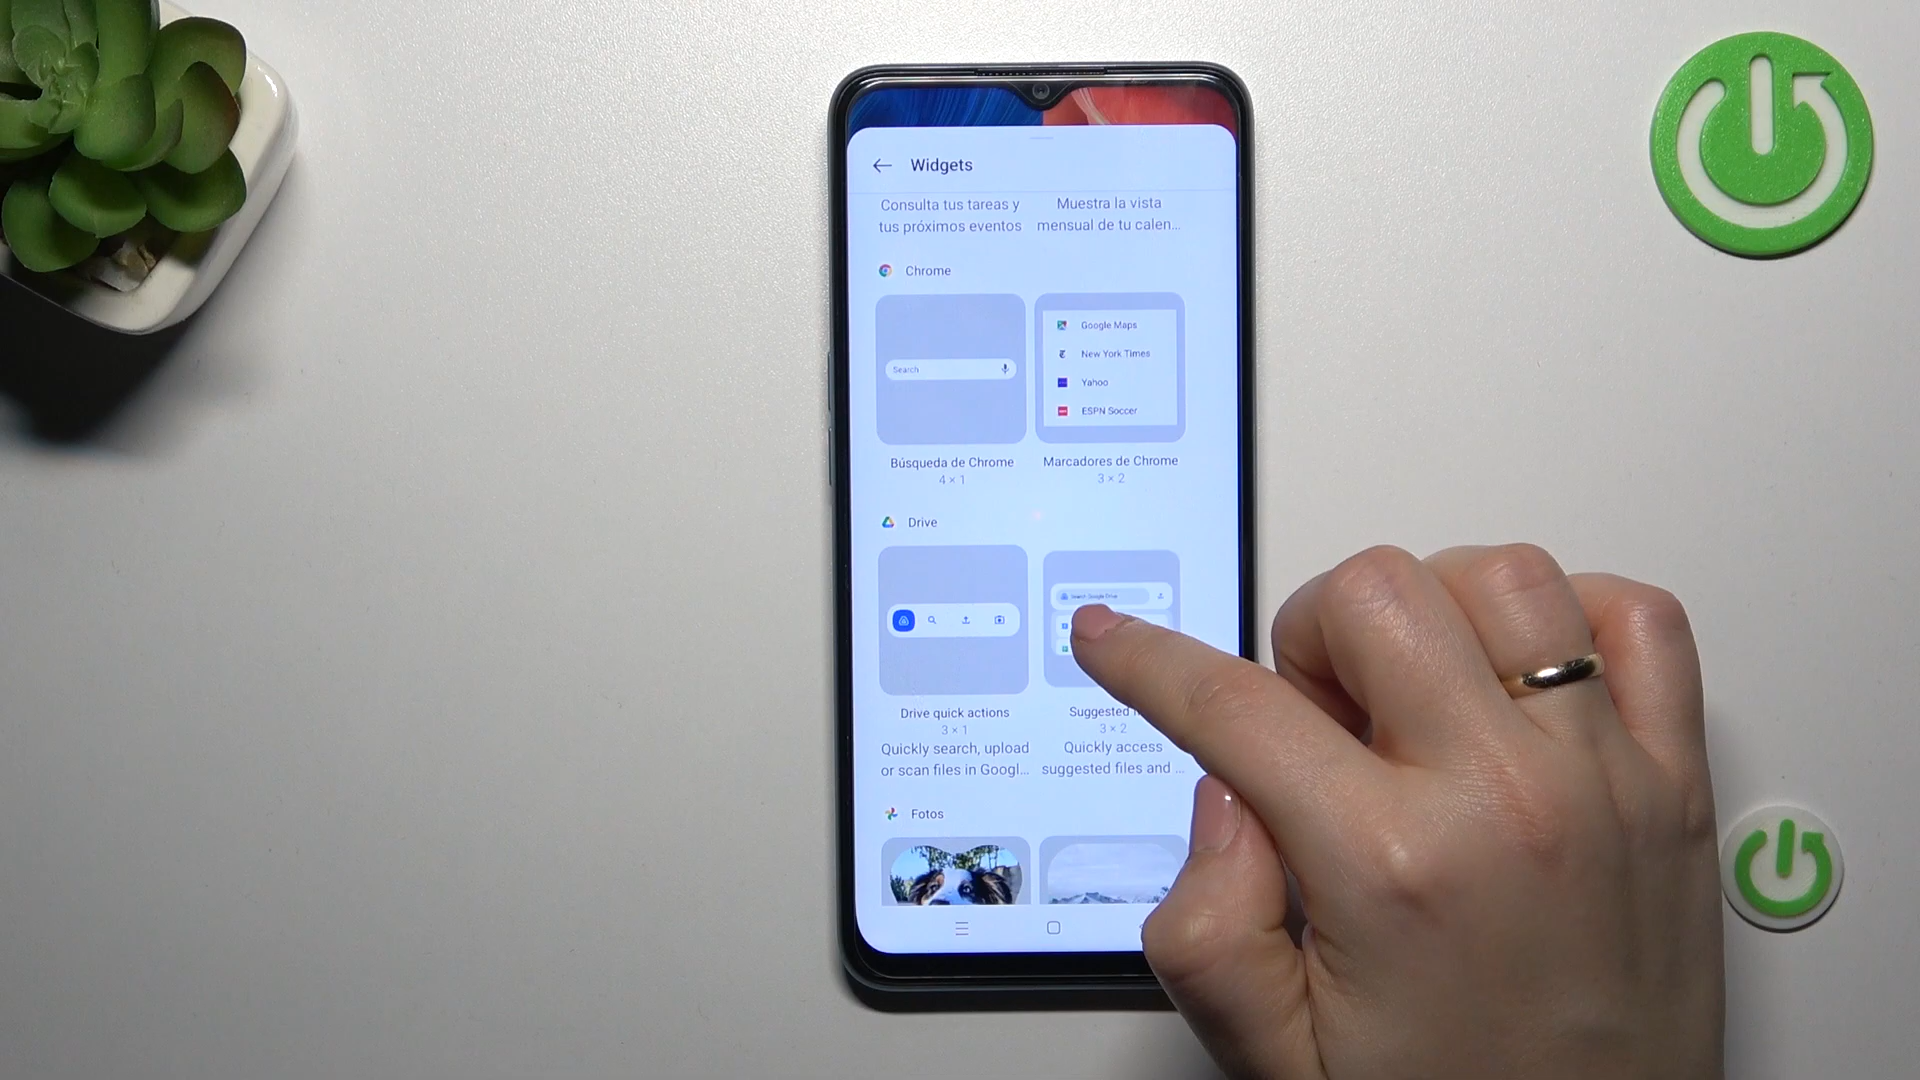 Widgets
Consulta tus tareas y
tus próximos eventos
Muestra la vista
mensual de tu calen...
Chrome
Search
Google Maps
New York Times
Yahoo
ESPN Soccer
Búsqueda de Chrome
4 × 1
Marcadores de Chrome
3 × 2
Drive
Search Google Drive
Drive quick actions
3 × 1
Quickly search, upload
or scan files in Googl...
Suggested
3 × 2
Quickly access
suggested files and ...
Fotos